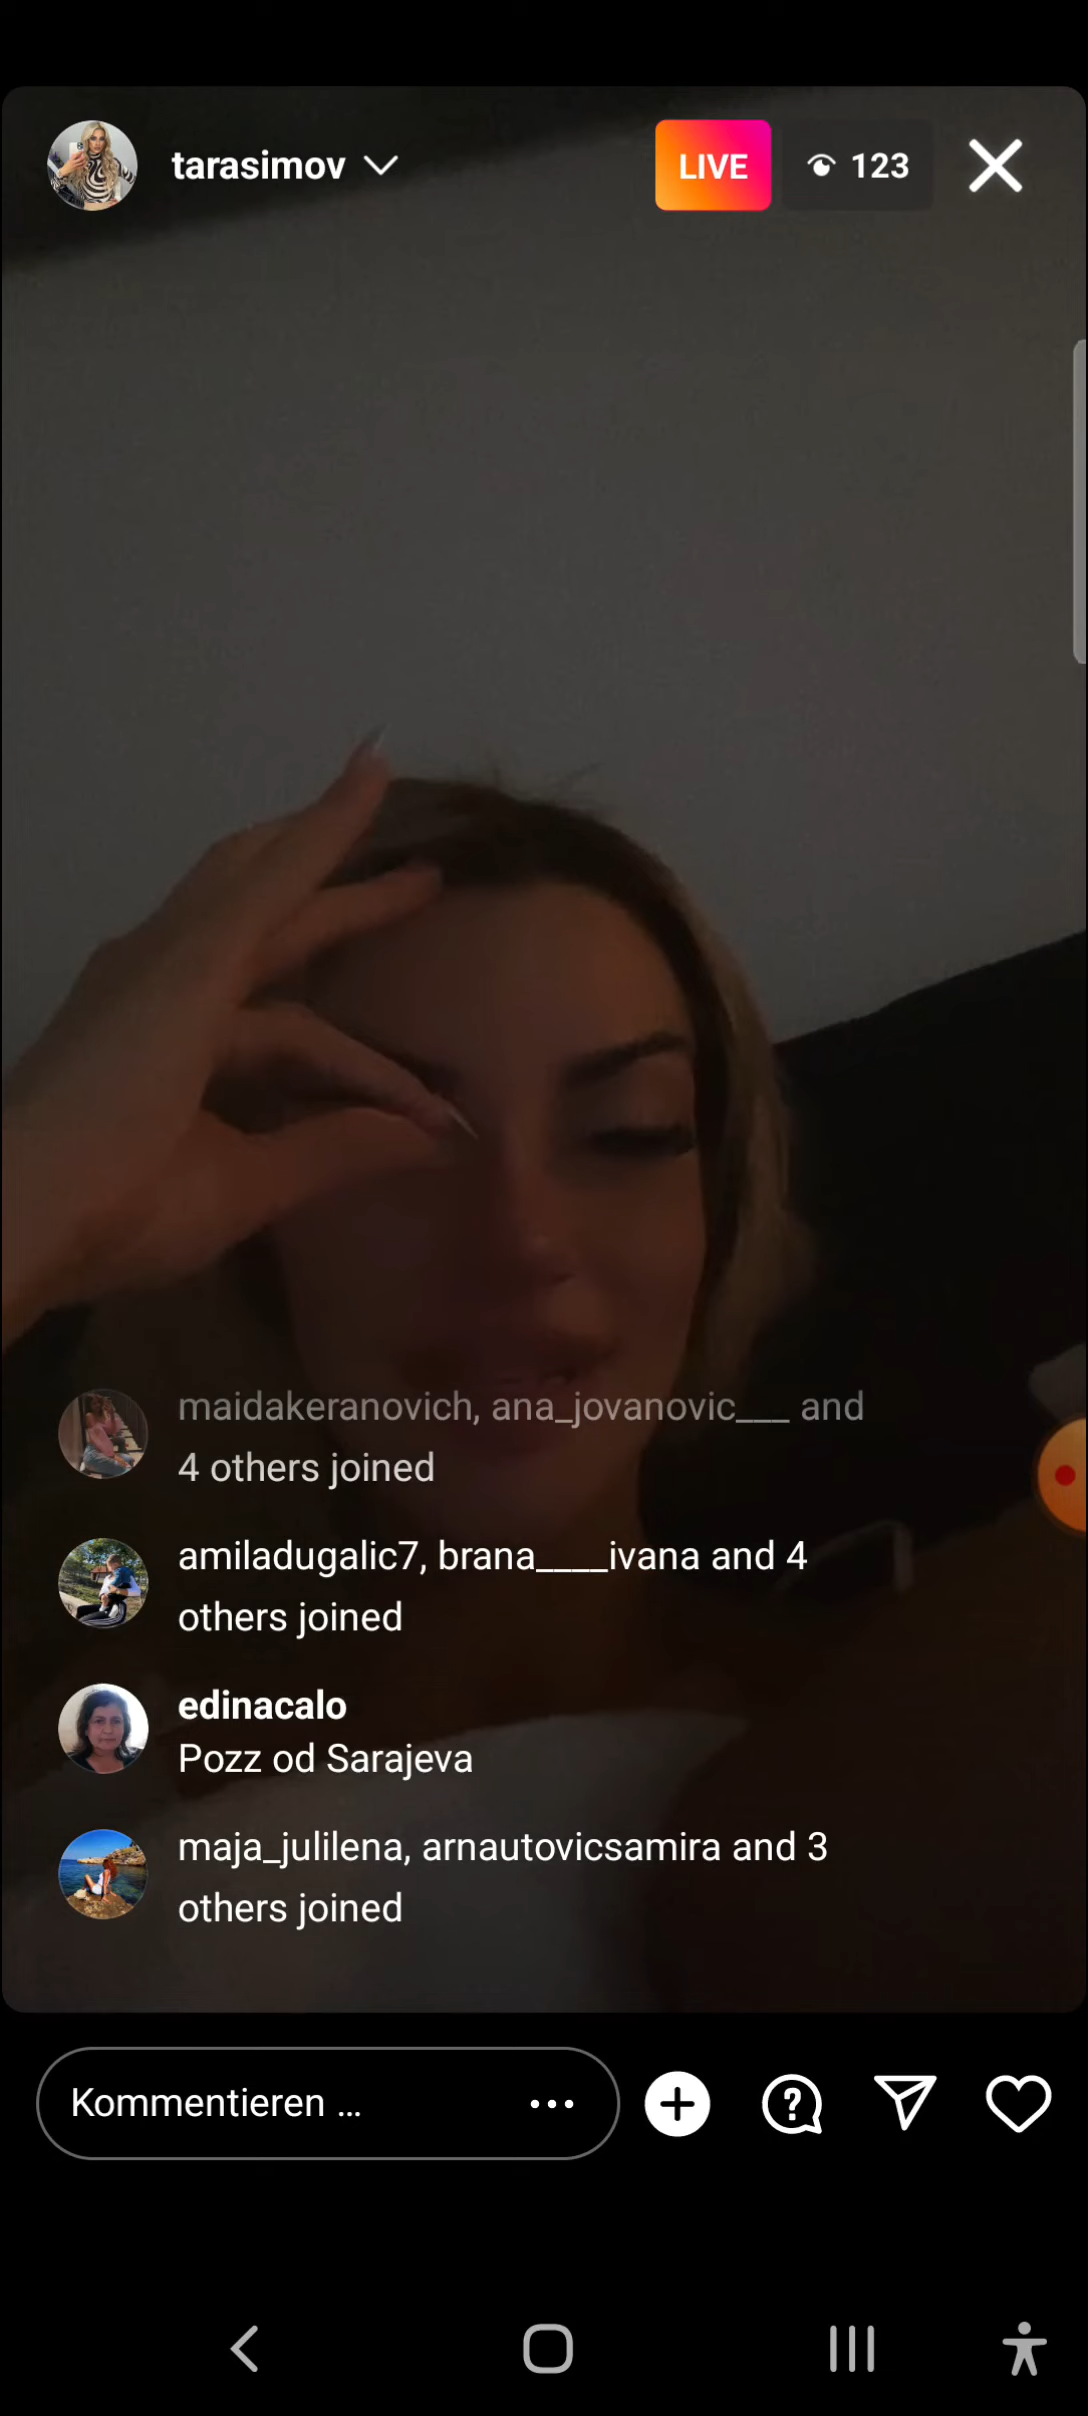 tarasimov
LIVE
123
maidakeranovich, ana_jovanovic___ and
4 others joined
amiladugalic7, brana____ivana and 4
others joined
edinacalo
Pozz od Sarajeva
maja_julilena, arnautovicsamira and 3
others joined
Kommentieren ...